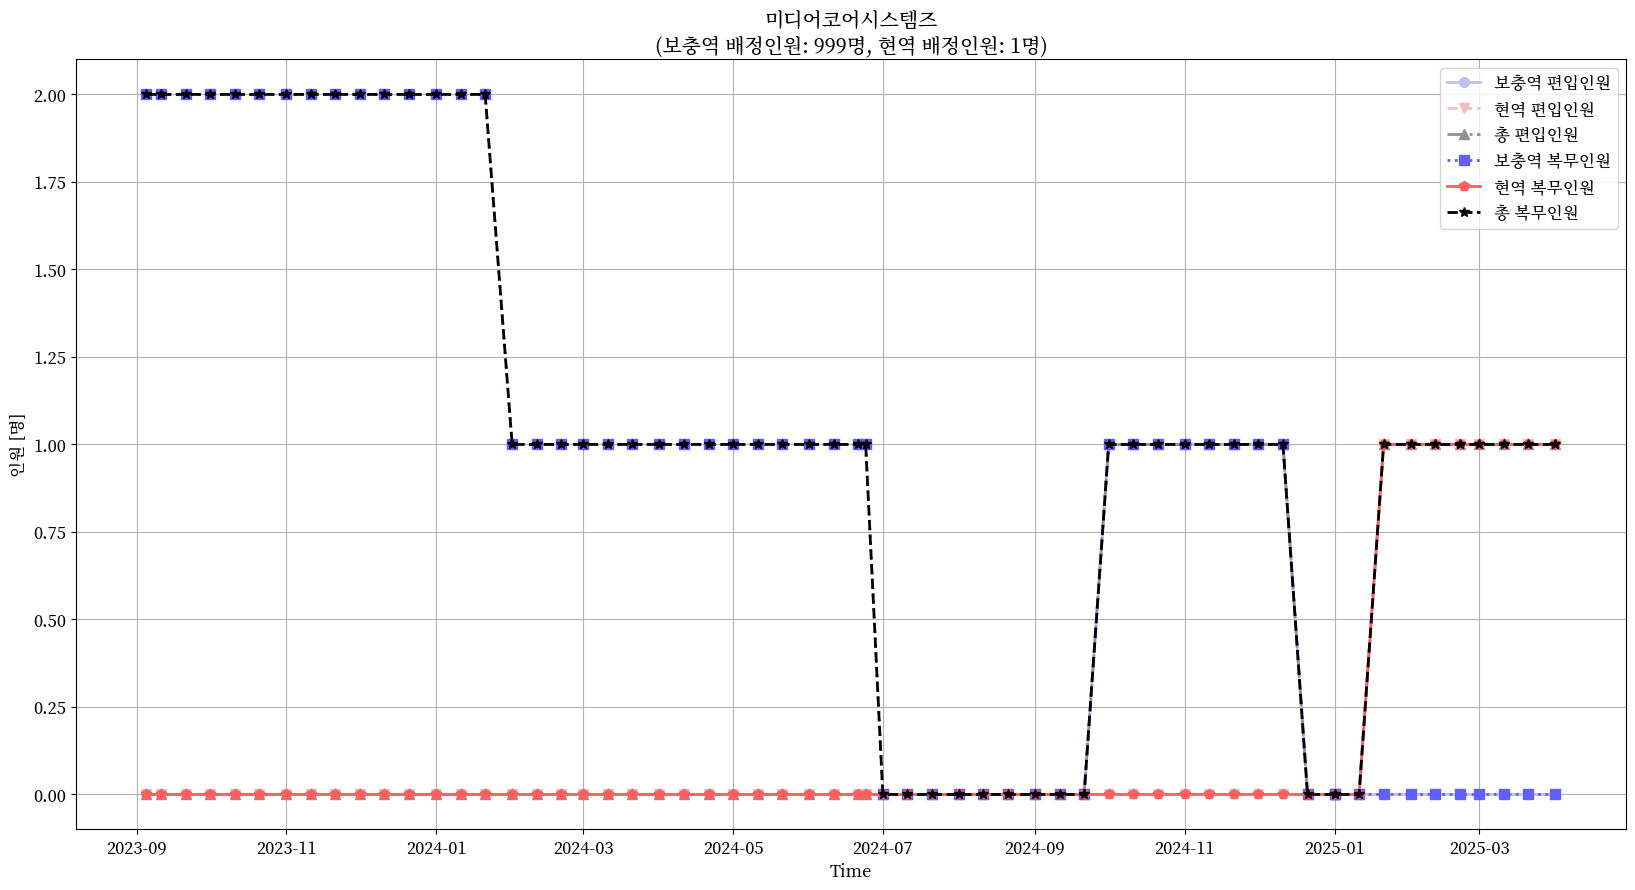 미디어코어시스템즈
(보충역 배정인원: 999명, 현역 배정인원: 1명)
보충역 편입인원
현역 편입인원
총 편입인원
보충역 복무인원
현역 복무인원
총 복무인원
인원 [명]
2.00
1.75
1.50
1.25
1.00
0.75
0.50
0.25
0.00
2023-09
2023-11
2024-01
2024-03
2024-05
2024-07
2024-09
2024-11
2025-01
2025-03
Time